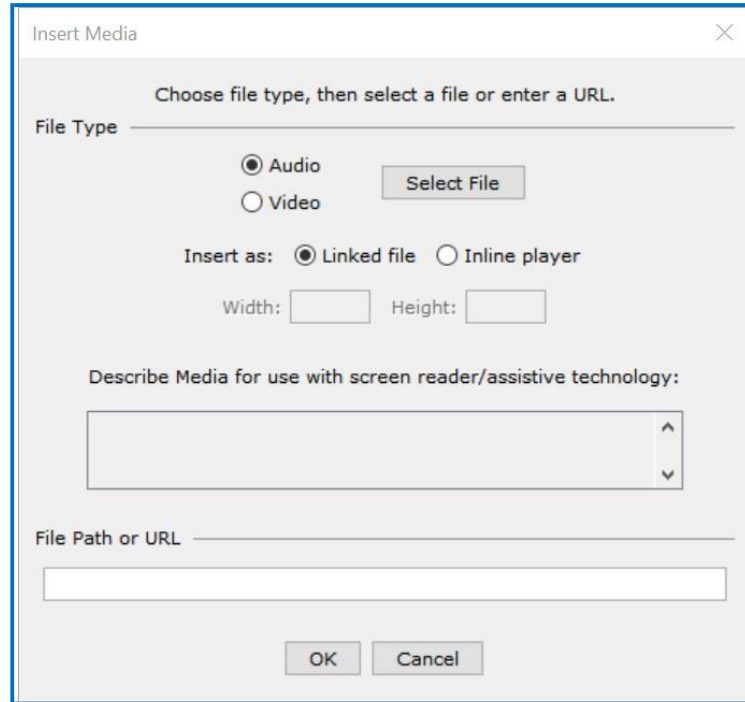 Insert Media
Choose file type, then select a file or enter a URL.
File Type
Audio
Select File
Video
Insert as: Linked file Inline player
Width: Height:
Describe Media for use with screen reader/assistive technology:
File Path or URL
OK Cancel